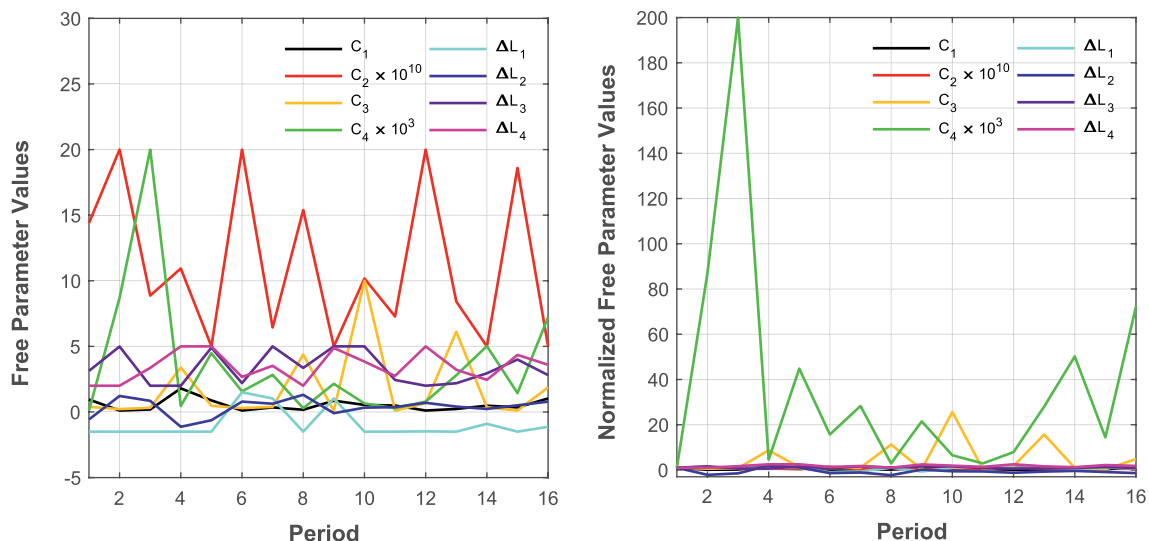 Free Parameter Values
30
25
20
15
10
5
0
-5
2 4 6 8 10 12 14 16
Period
C1 ΔL1
C2 × 10^10 ΔL2
C3 ΔL3
C4 × 10^3 ΔL4
Normalized Free Parameter Values
200
180
160
140
120
100
80
60
40
20
0
2 4 6 8 10 12 14 16
Period
C1 ΔL1
C2 × 10^10 ΔL2
C3 ΔL3
C4 × 10^3 ΔL4